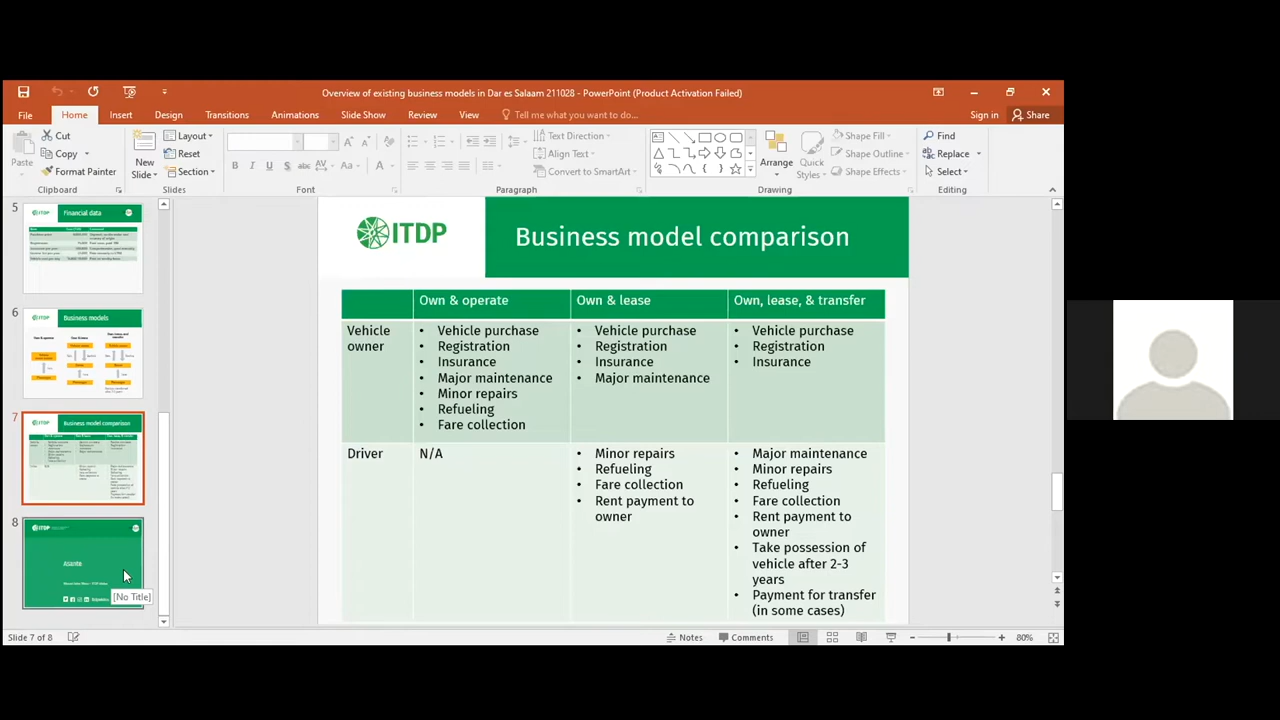 Overview of existing business models in Dar es Salaam 211028 - PowerPoint (Product Activation Failed)
File Home Insert Design Transitions Animations Slide Show Review View Tell me what you want to do... Sign in Share
Paste
Cut
Copy
Format Painter
Clipboard
New
Slide
Layout
Reset
Section
Slides
B I U S abc AV Aa A
Font
Text Direction
Align Text
Convert to SmartArt
Paragraph
Arrange
Quick
Styles
Shape Fill
Shape Outline
Shape Effects
Drawing
Find
Replace
Select
Editing
5
ITDP Financial data
6
ITDP Business models
7
ITDP Business model comparison
8
ITDP
Asante
[No Title]
ITDP
Business model comparison
Own & operate
Own & lease
Own, lease, & transfer
Vehicle
owner
• Vehicle purchase
• Registration
• Insurance
• Major maintenance
• Minor repairs
• Refueling
• Fare collection
• Vehicle purchase
• Registration
• Insurance
• Major maintenance
• Vehicle purchase
• Registration
Insurance
Driver
N/A
• Minor repairs
• Refueling
• Fare collection
• Rent payment to
owner
• Major maintenance
• Minor repairs
• Refueling
• Fare collection
• Rent payment to
owner
• Take possession of
vehicle after 2-3
years
• Payment for transfer
(in some cases)
Slide 7 of 8
Notes
Comments
80%